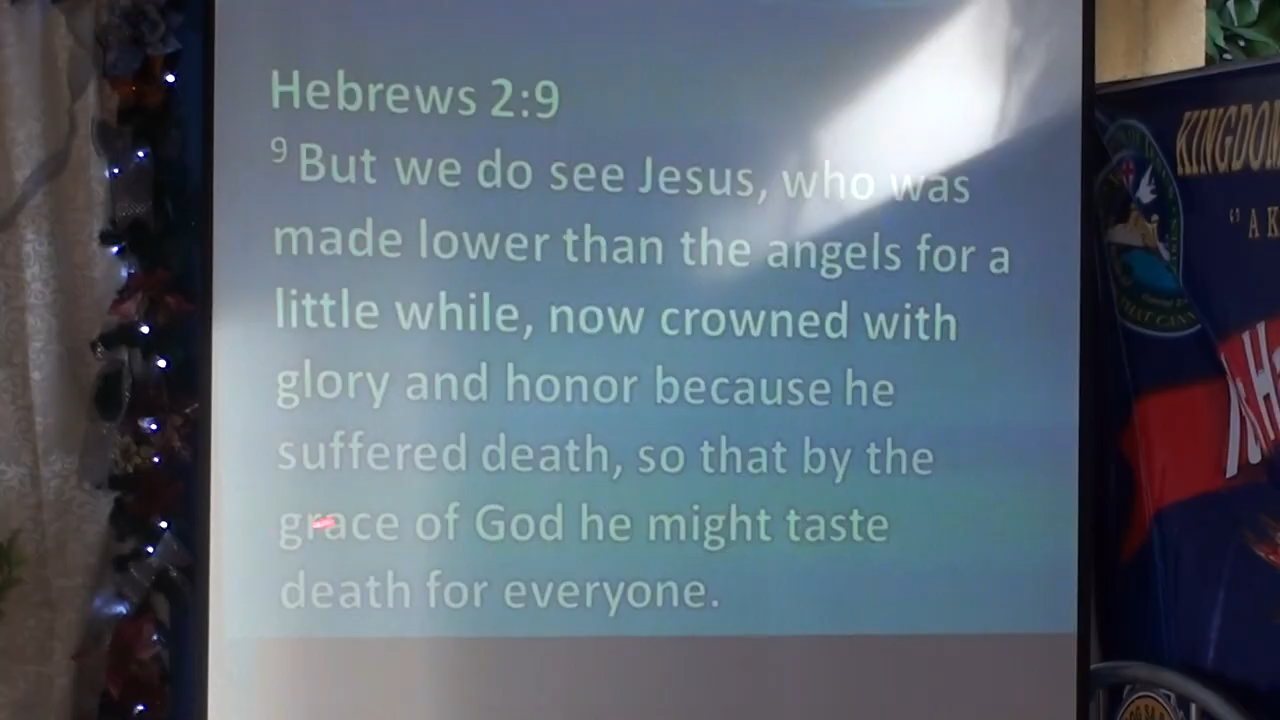 Hebrews 2:9
9 But we do see Jesus, who was
made lower than the angels for a
little while, now crowned with
glory and honor because he
suffered death, so that by the
grace of God he might taste
death for everyone.
KINGDOM
" A K